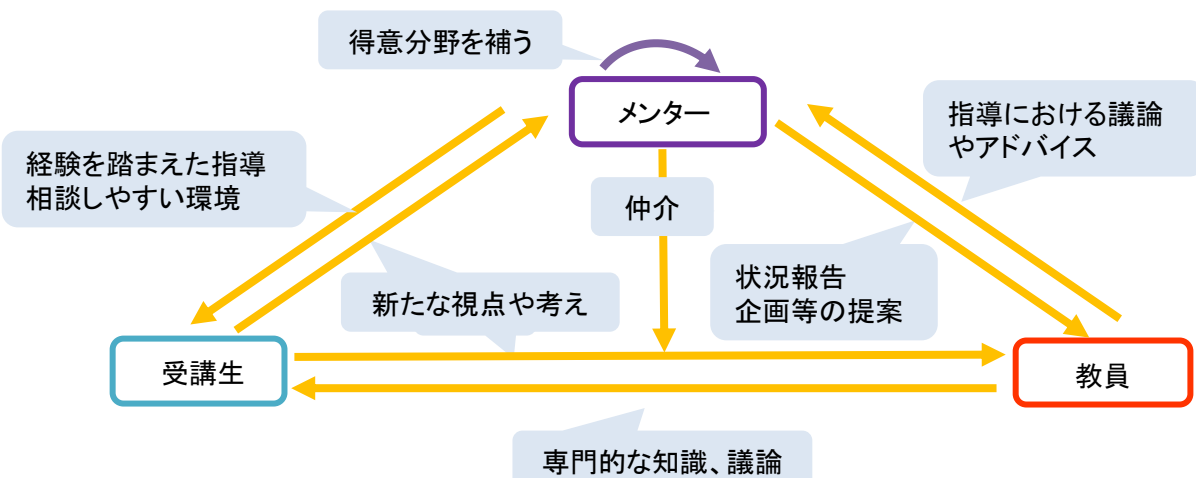 得意分野を補う
メンター
指導における議論
やアドバイス
経験を踏まえた指導
相談しやすい環境
仲介
状況報告
企画等の提案
新たな視点や考え
受講生
教員
専門的な知識、議論